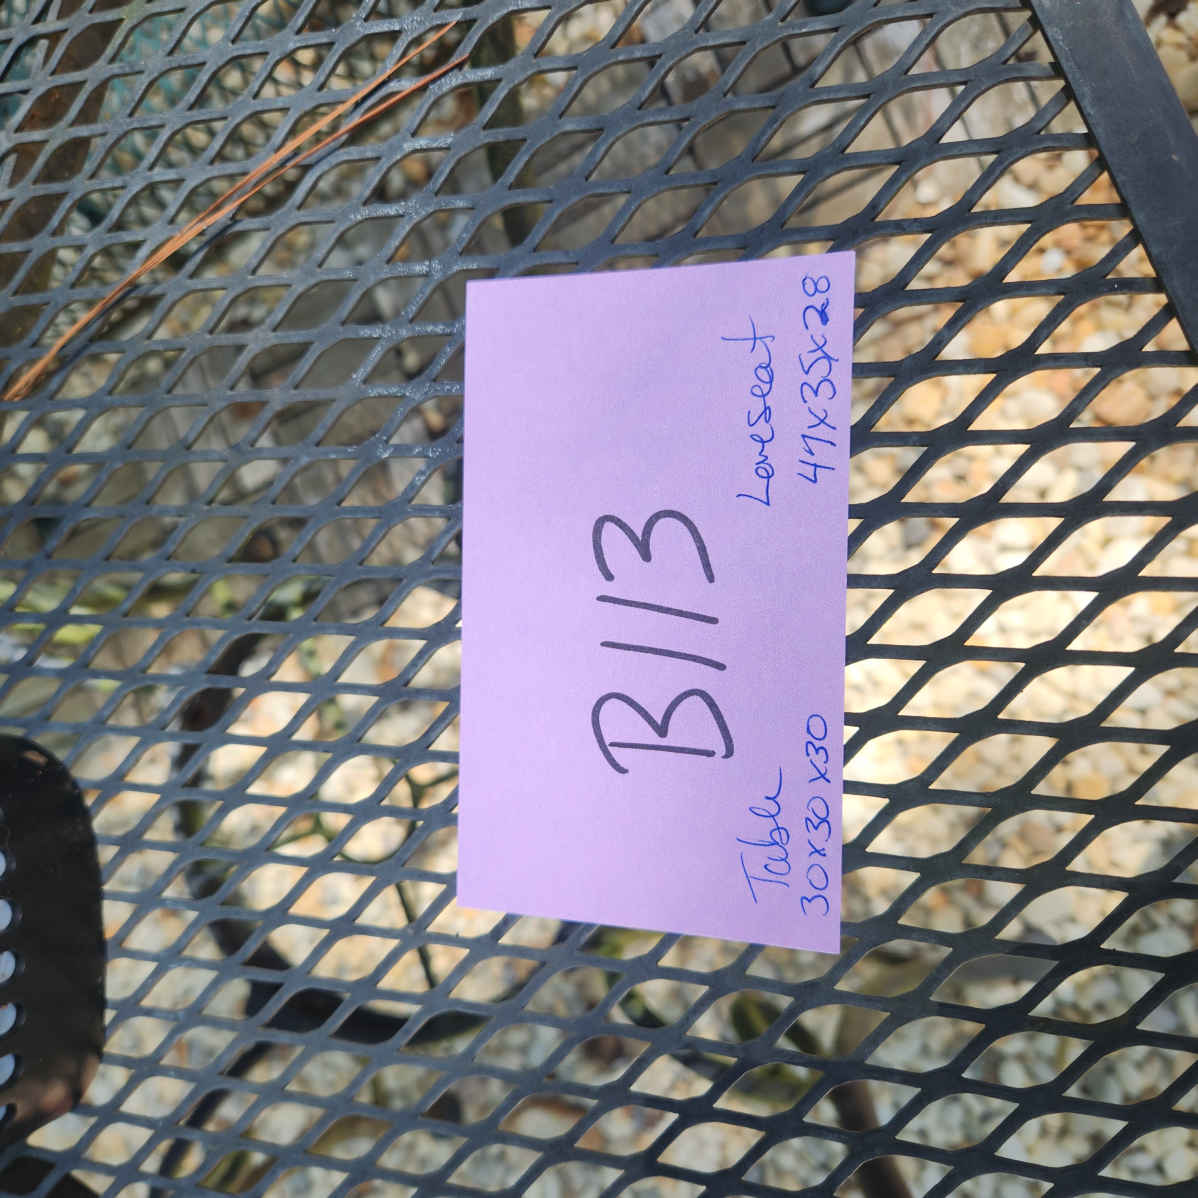 B113
Table
30x30x30
Loveseat
47x35x28